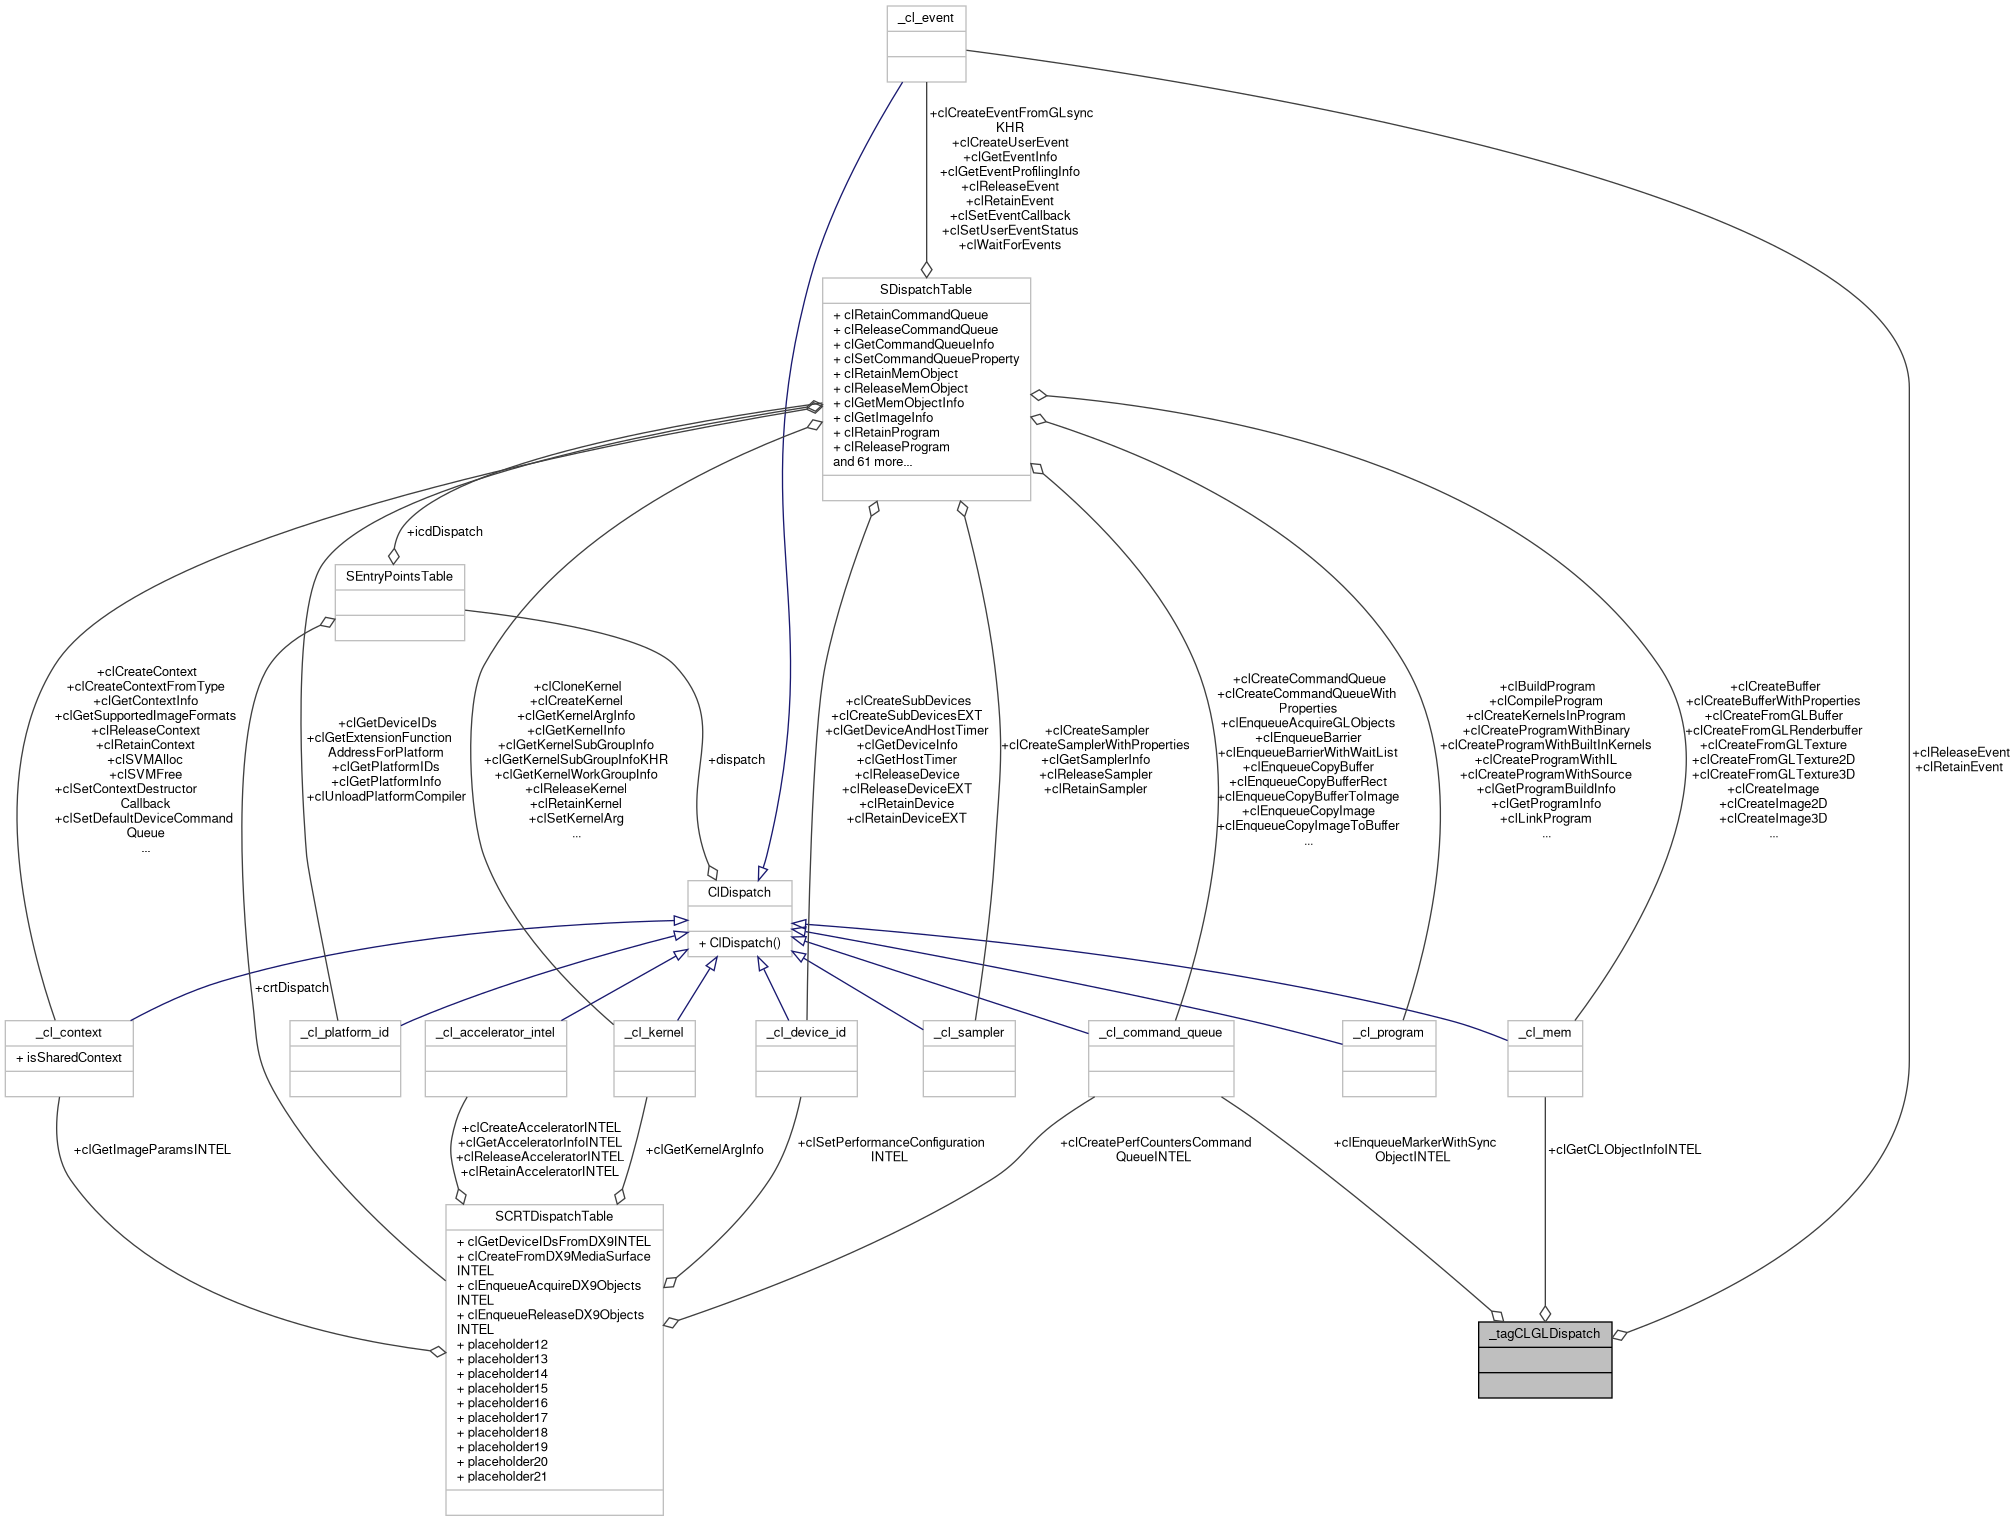 _cl_event
+clCreateEventFromGLsync
KHR
+clCreateUserEvent
+clGetEventInfo
+clGetEventProfilingInfo
+clReleaseEvent
+clRetainEvent
+clSetEventCallback
+clSetUserEventStatus
+clWaitForEvents
SDispatchTable
+ clRetainCommandQueue
+ clReleaseCommandQueue
+ clGetCommandQueueInfo
+ clSetCommandQueueProperty
+ clRetainMemObject
+ clReleaseMemObject
+ clGetMemObjectInfo
+ clGetImageInfo
+ clRetainProgram
+ clReleaseProgram
and 61 more...
+icdDispatch
SEntryPointsTable
+clCreateContext
+clCreateContextFromType
+clGetContextInfo
+clGetSupportedImageFormats
+clReleaseContext
+clRetainContext
+clSVMAlloc
+clSVMFree
+clSetContextDestructor
Callback
+clSetDefaultDeviceCommand
Queue
...
+clGetDeviceIDs
+clGetExtensionFunction
AddressForPlatform
+clGetPlatformIDs
+clGetPlatformInfo
+clUnloadPlatformCompiler
+clCloneKernel
+clCreateKernel
+clGetKernelArgInfo
+clGetKernelInfo
+clGetKernelSubGroupInfo
+clGetKernelSubGroupInfoKHR
+clGetKernelWorkGroupInfo
+clReleaseKernel
+clRetainKernel
+clSetKernelArg
...
+dispatch
+clCreateSubDevices
+clCreateSubDevicesEXT
+clGetDeviceAndHostTimer
+clGetDeviceInfo
+clGetHostTimer
+clReleaseDevice
+clReleaseDeviceEXT
+clRetainDevice
+clRetainDeviceEXT
+clCreateSampler
+clCreateSamplerWithProperties
+clGetSamplerInfo
+clReleaseSampler
+clRetainSampler
+clCreateCommandQueue
+clCreateCommandQueueWith
Properties
+clEnqueueAcquireGLObjects
+clEnqueueBarrier
+clEnqueueBarrierWithWaitList
+clEnqueueCopyBuffer
+clEnqueueCopyBufferRect
+clEnqueueCopyBufferToImage
+clEnqueueCopyImage
+clEnqueueCopyImageToBuffer
...
+clBuildProgram
+clCompileProgram
+clCreateKernelsInProgram
+clCreateProgramWithBinary
+clCreateProgramWithBuiltInKernels
+clCreateProgramWithIL
+clCreateProgramWithSource
+clGetProgramBuildInfo
+clGetProgramInfo
+clLinkProgram
...
+clCreateBuffer
+clCreateBufferWithProperties
+clCreateFromGLBuffer
+clCreateFromGLRenderbuffer
+clCreateFromGLTexture
+clCreateFromGLTexture2D
+clCreateFromGLTexture3D
+clCreateImage
+clCreateImage2D
+clCreateImage3D
...
+clReleaseEvent
+clRetainEvent
ClDispatch
+ ClDispatch()
+crtDispatch
_cl_context
+ isSharedContext
_cl_platform_id
_cl_accelerator_intel
_cl_kernel
_cl_device_id
_cl_sampler
_cl_command_queue
_cl_program
_cl_mem
+clGetImageParamsINTEL
+clCreateAcceleratorINTEL
+clGetAcceleratorInfoINTEL
+clReleaseAcceleratorINTEL
+clRetainAcceleratorINTEL
+clGetKernelArgInfo
+clSetPerformanceConfiguration
INTEL
+clCreatePerfCountersCommand
QueueINTEL
+clEnqueueMarkerWithSync
ObjectINTEL
+clGetCLObjectInfoINTEL
SCRTDispatchTable
+ clGetDeviceIDsFromDX9INTEL
+ clCreateFromDX9MediaSurface
INTEL
+ clEnqueueAcquireDX9Objects
INTEL
+ clEnqueueReleaseDX9Objects
INTEL
+ placeholder12
+ placeholder13
+ placeholder14
+ placeholder15
+ placeholder16
+ placeholder17
+ placeholder18
+ placeholder19
+ placeholder20
+ placeholder21
_tagCLGLDispatch